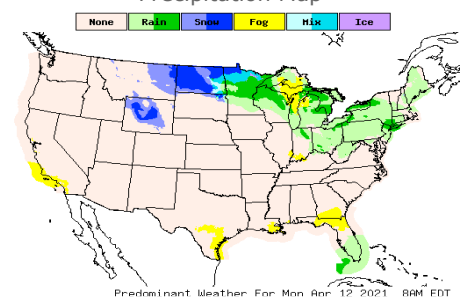 Precipitation Map
None Rain Snow Fog Mix Ice
Predominant Weather For Mon Apr 12 2021 8AM EDT